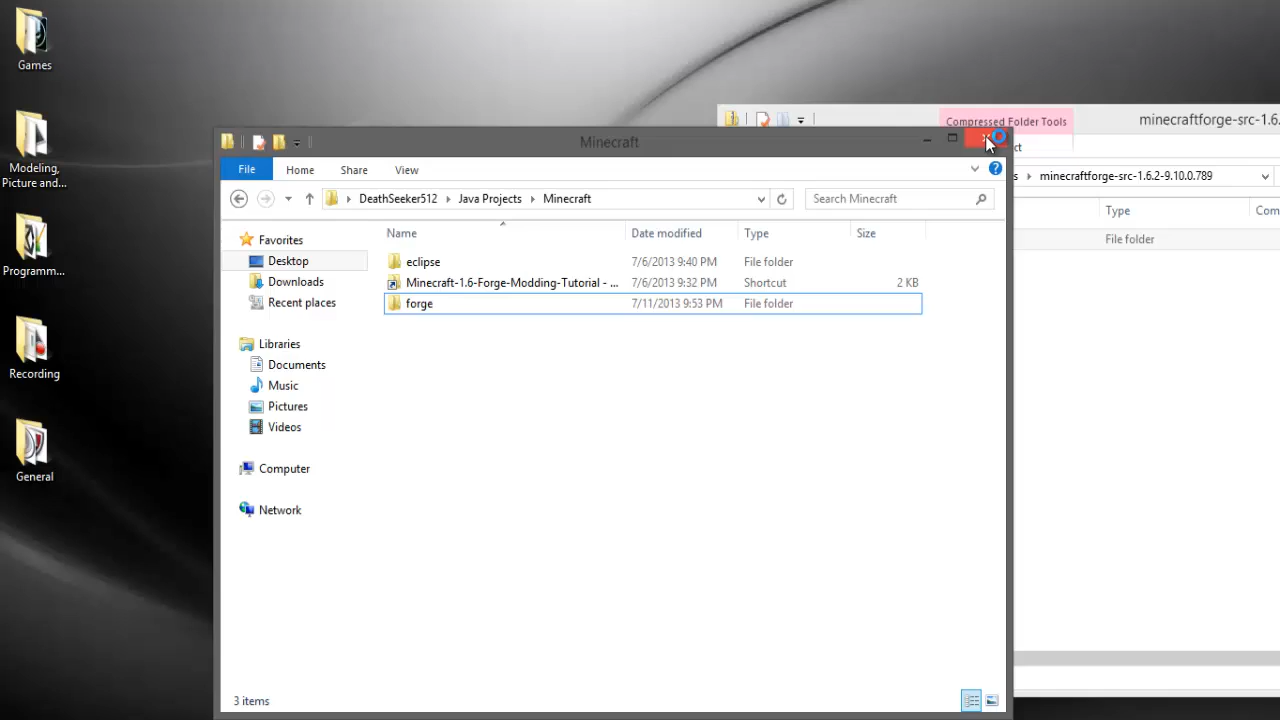 Games
Modeling,
Picture and...
Programm...
Recording
General
Compressed Folder Tools
minecraftforge-src-1.6.
minecraftforge-src-1.6.2-9.10.0.789
Type
Com
File folder
Minecraft
File Home Share View
DeathSeeker512 Java Projects Minecraft
Search Minecraft
Name Date modified Type Size
eclipse 7/6/2013 9:40 PM File folder
Minecraft-1.6-Forge-Modding-Tutorial - ... 7/6/2013 9:32 PM Shortcut 2 KB
forge 7/11/2013 9:53 PM File folder
Favorites
Desktop
Downloads
Recent places
Libraries
Documents
Music
Pictures
Videos
Computer
Network
3 items